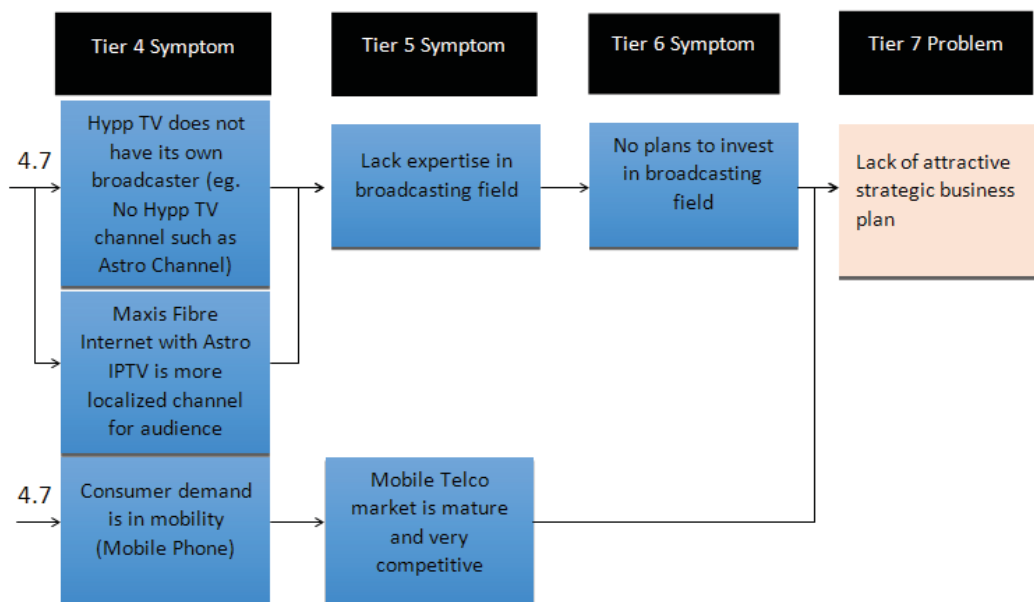 Tier 4 Symptom
Tier 5 Symptom
Tier 6 Symptom
Tier 7 Problem
4.7
Hypp TV does not
have its own
broadcaster (eg.
No Hypp TV
channel such as
Astro Channel)
Lack expertise in
broadcasting field
No plans to invest
in broadcasting
field
Lack of attractive
strategic business
plan
Maxis Fibre
Internet with Astro
IPTV is more
localized channel
for audience
4.7
Consumer demand
is in mobility
(Mobile Phone)
Mobile Telco
market is mature
and very
competitive